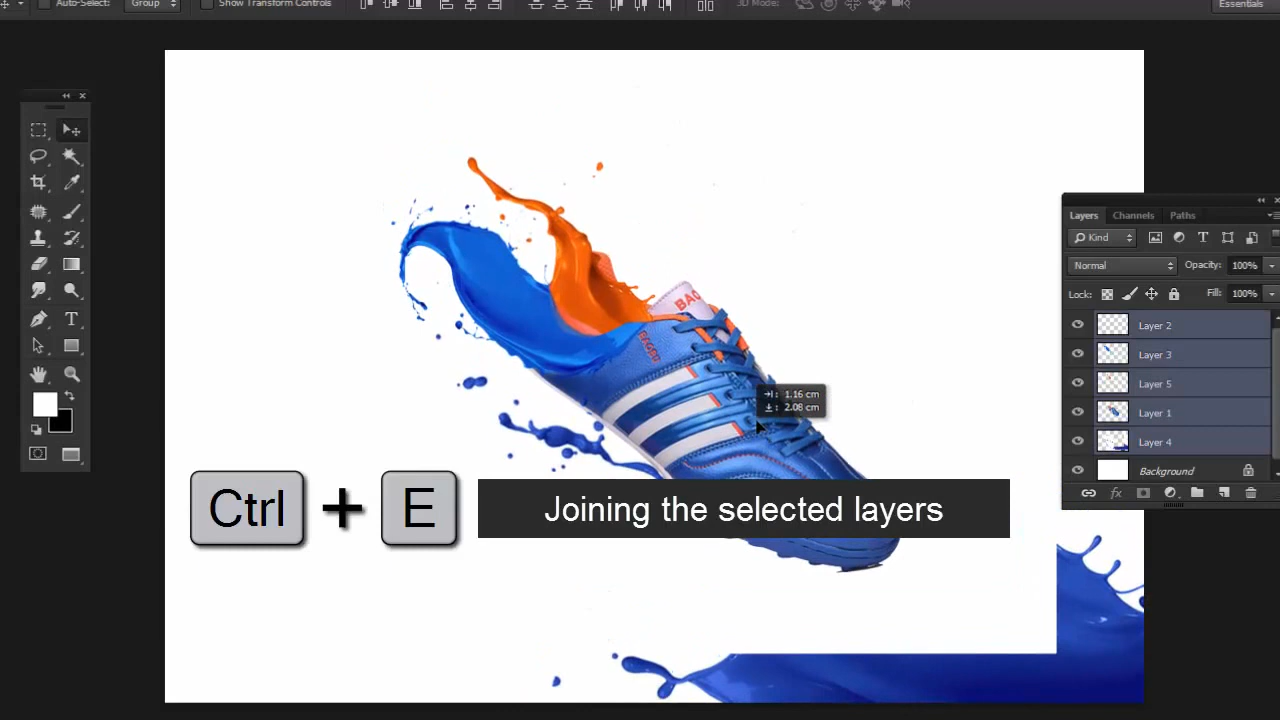 Auto-Select:
Group
Show Transform Controls
3D Mode:
Essentials
Layers
Channels
Paths
Kind
T
Normal
Opacity:
100%
Lock:
Fill:
100%
Layer 2
Layer 3
Layer 5
Layer 1
Layer 4
Background
fx
T
BAO
1.16 cm
2.08 cm
Ctrl + E
Joining the selected layers